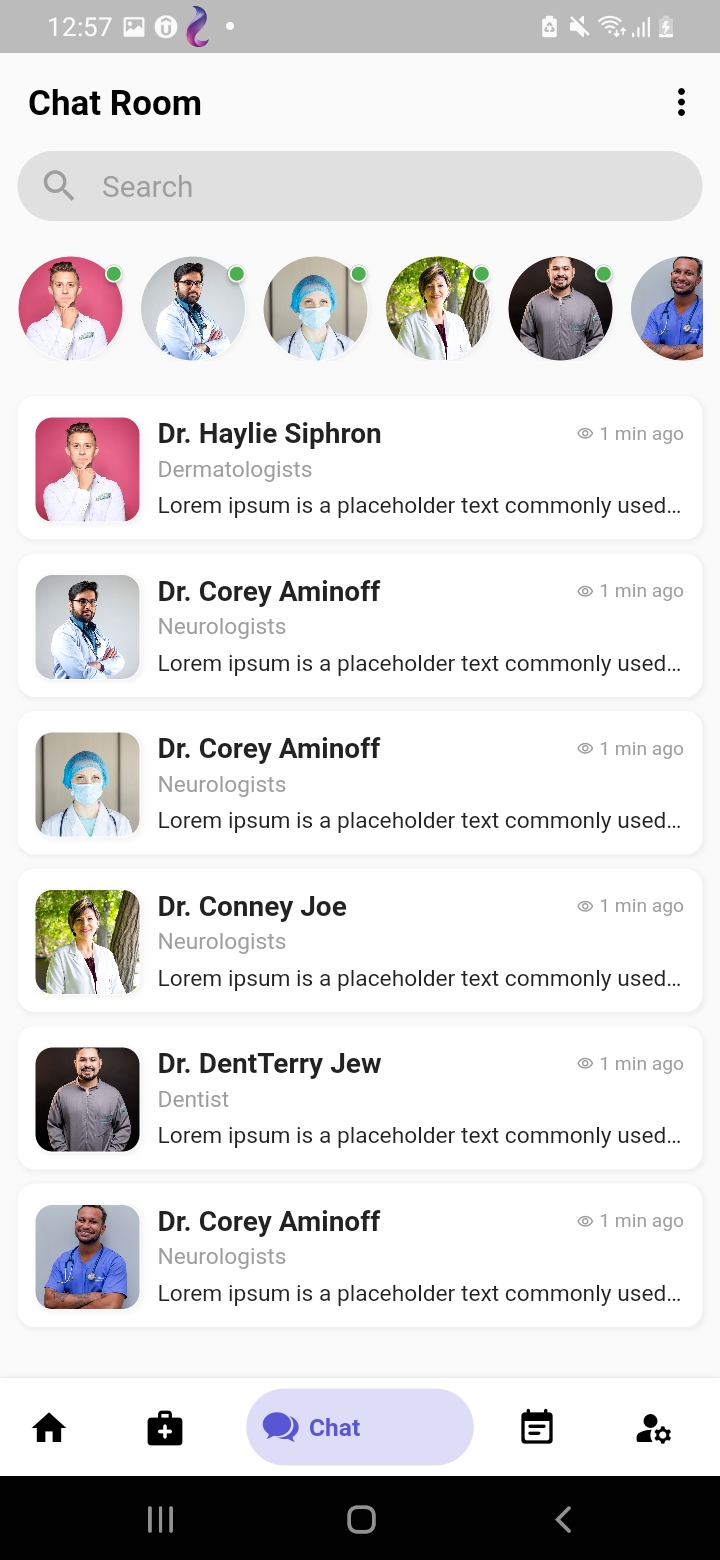 12:57
Chat Room
Search
Dr. Haylie Siphron
1 min ago
Dermatologists
Lorem ipsum is a placeholder text commonly used...
Dr. Corey Aminoff
1 min ago
Neurologists
Lorem ipsum is a placeholder text commonly used...
Dr. Corey Aminoff
1 min ago
Neurologists
Lorem ipsum is a placeholder text commonly used...
Dr. Conney Joe
1 min ago
Neurologists
Lorem ipsum is a placeholder text commonly used...
Dr. DentTerry Jew
1 min ago
Dentist
Lorem ipsum is a placeholder text commonly used...
Dr. Corey Aminoff
1 min ago
Neurologists
Lorem ipsum is a placeholder text commonly used...
Chat